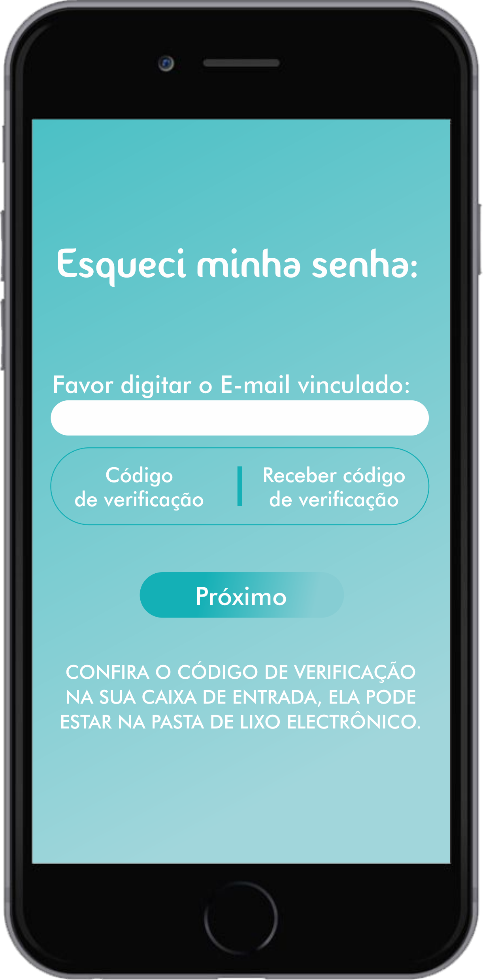 Esqueci minha senha:
Favor digitar o E-mail vinculado:
Código
de verificação
Receber código
de verificação
Próximo
CONFIRA O CÓDIGO DE VERIFICAÇÃO
NA SUA CAIXA DE ENTRADA, ELA PODE
ESTAR NA PASTA DE LIXO ELECTRÔNICO.